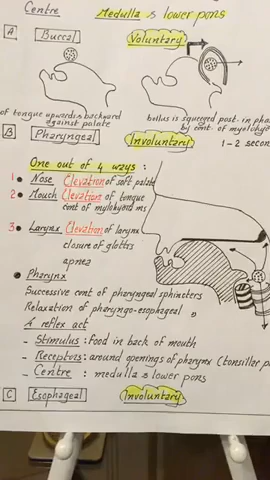 Centre Medulla & lower pons
A Buccal Voluntary
of tongue upwards & backward
against palate
bollus is squeezed post. in phar
by cont. of mylohyoid
B Pharyngeal Involuntary 1-2 secon
One out of 4 ways :
1 • Nose Elevation of soft palate
2 • Mouth Elevation of tongue
cont. of mylohyoid ms
3 • Larynx Elevation of larynx
closure of glottis
apnea
• Pharynx
Successive cont. of pharyngeal sphincters
Relaxation of pharyngo-esophageal ,,
A reflex act
- Stimulus : food in back of mouth
- Receptors : around openings of pharynx (tonsiller p
- Centre : medulla & lower pons
C Esophageal Involuntary